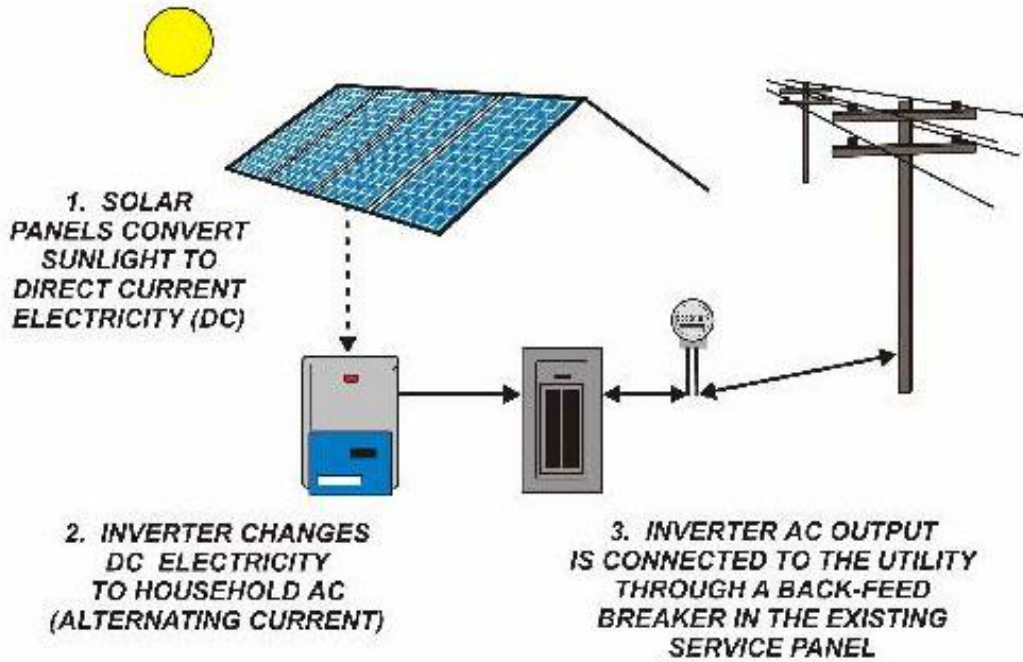 1. SOLAR
PANELS CONVERT
SUNLIGHT TO
DIRECT CURRENT
ELECTRICITY (DC)
2. INVERTER CHANGES
DC ELECTRICITY
TO HOUSEHOLD AC
(ALTERNATING CURRENT)
3. INVERTER AC OUTPUT
IS CONNECTED TO THE UTILITY
THROUGH A BACK-FEED
BREAKER IN THE EXISTING
SERVICE PANEL